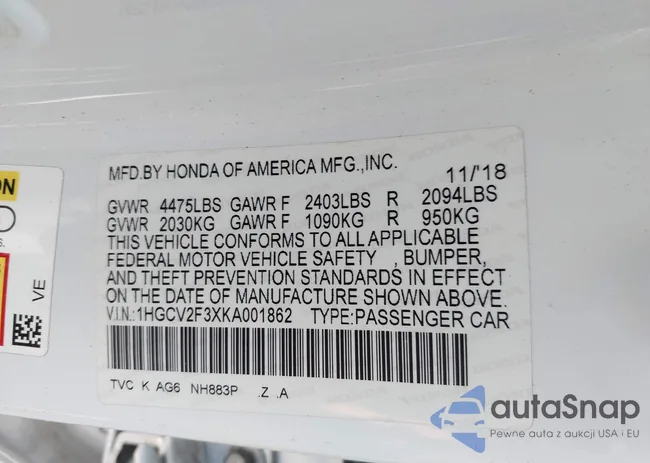 MFD.BY HONDA OF AMERICA MFG.,INC. 11/'18
GVWR 4475LBS GAWR F 2403LBS R 2094LBS
GVWR 2030KG GAWR F 1090KG R 950KG
THIS VEHICLE CONFORMS TO ALL APPLICABLE
FEDERAL MOTOR VEHICLE SAFETY , BUMPER,
AND THEFT PREVENTION STANDARDS IN EFFECT
ON THE DATE OF MANUFACTURE SHOWN ABOVE.
V.I.N.:1HGCV2F3XKA001862 TYPE:PASSENGER CAR
TVC K AG6 NH883P .Z .A
ON
S.
VE
autaSnap
Pewne auta z aukcji USA i EU